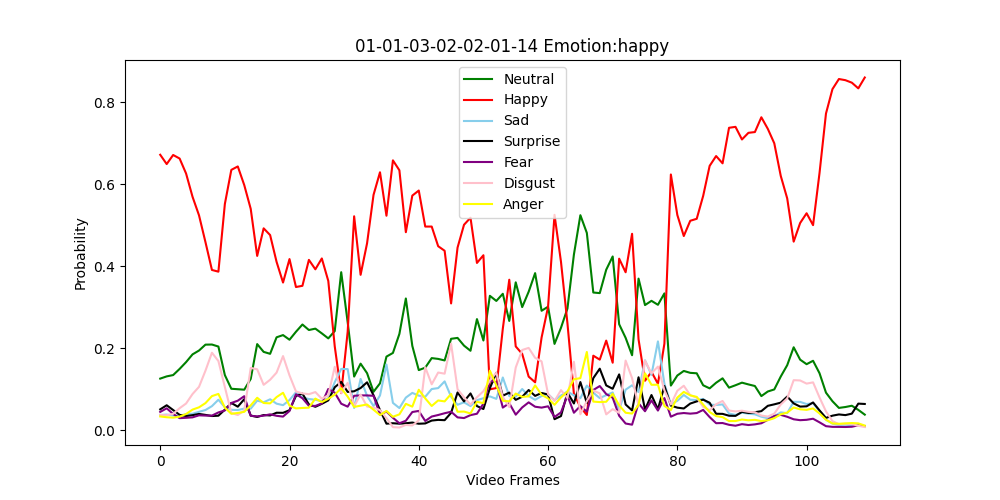 01-01-03-02-02-01-14 Emotion:happy
Neutral
Happy
Sad
Surprise
Fear
Disgust
Anger
Probability
0.8
0.6
0.4
0.2
0.0
0 20 40 60 80 100
Video Frames